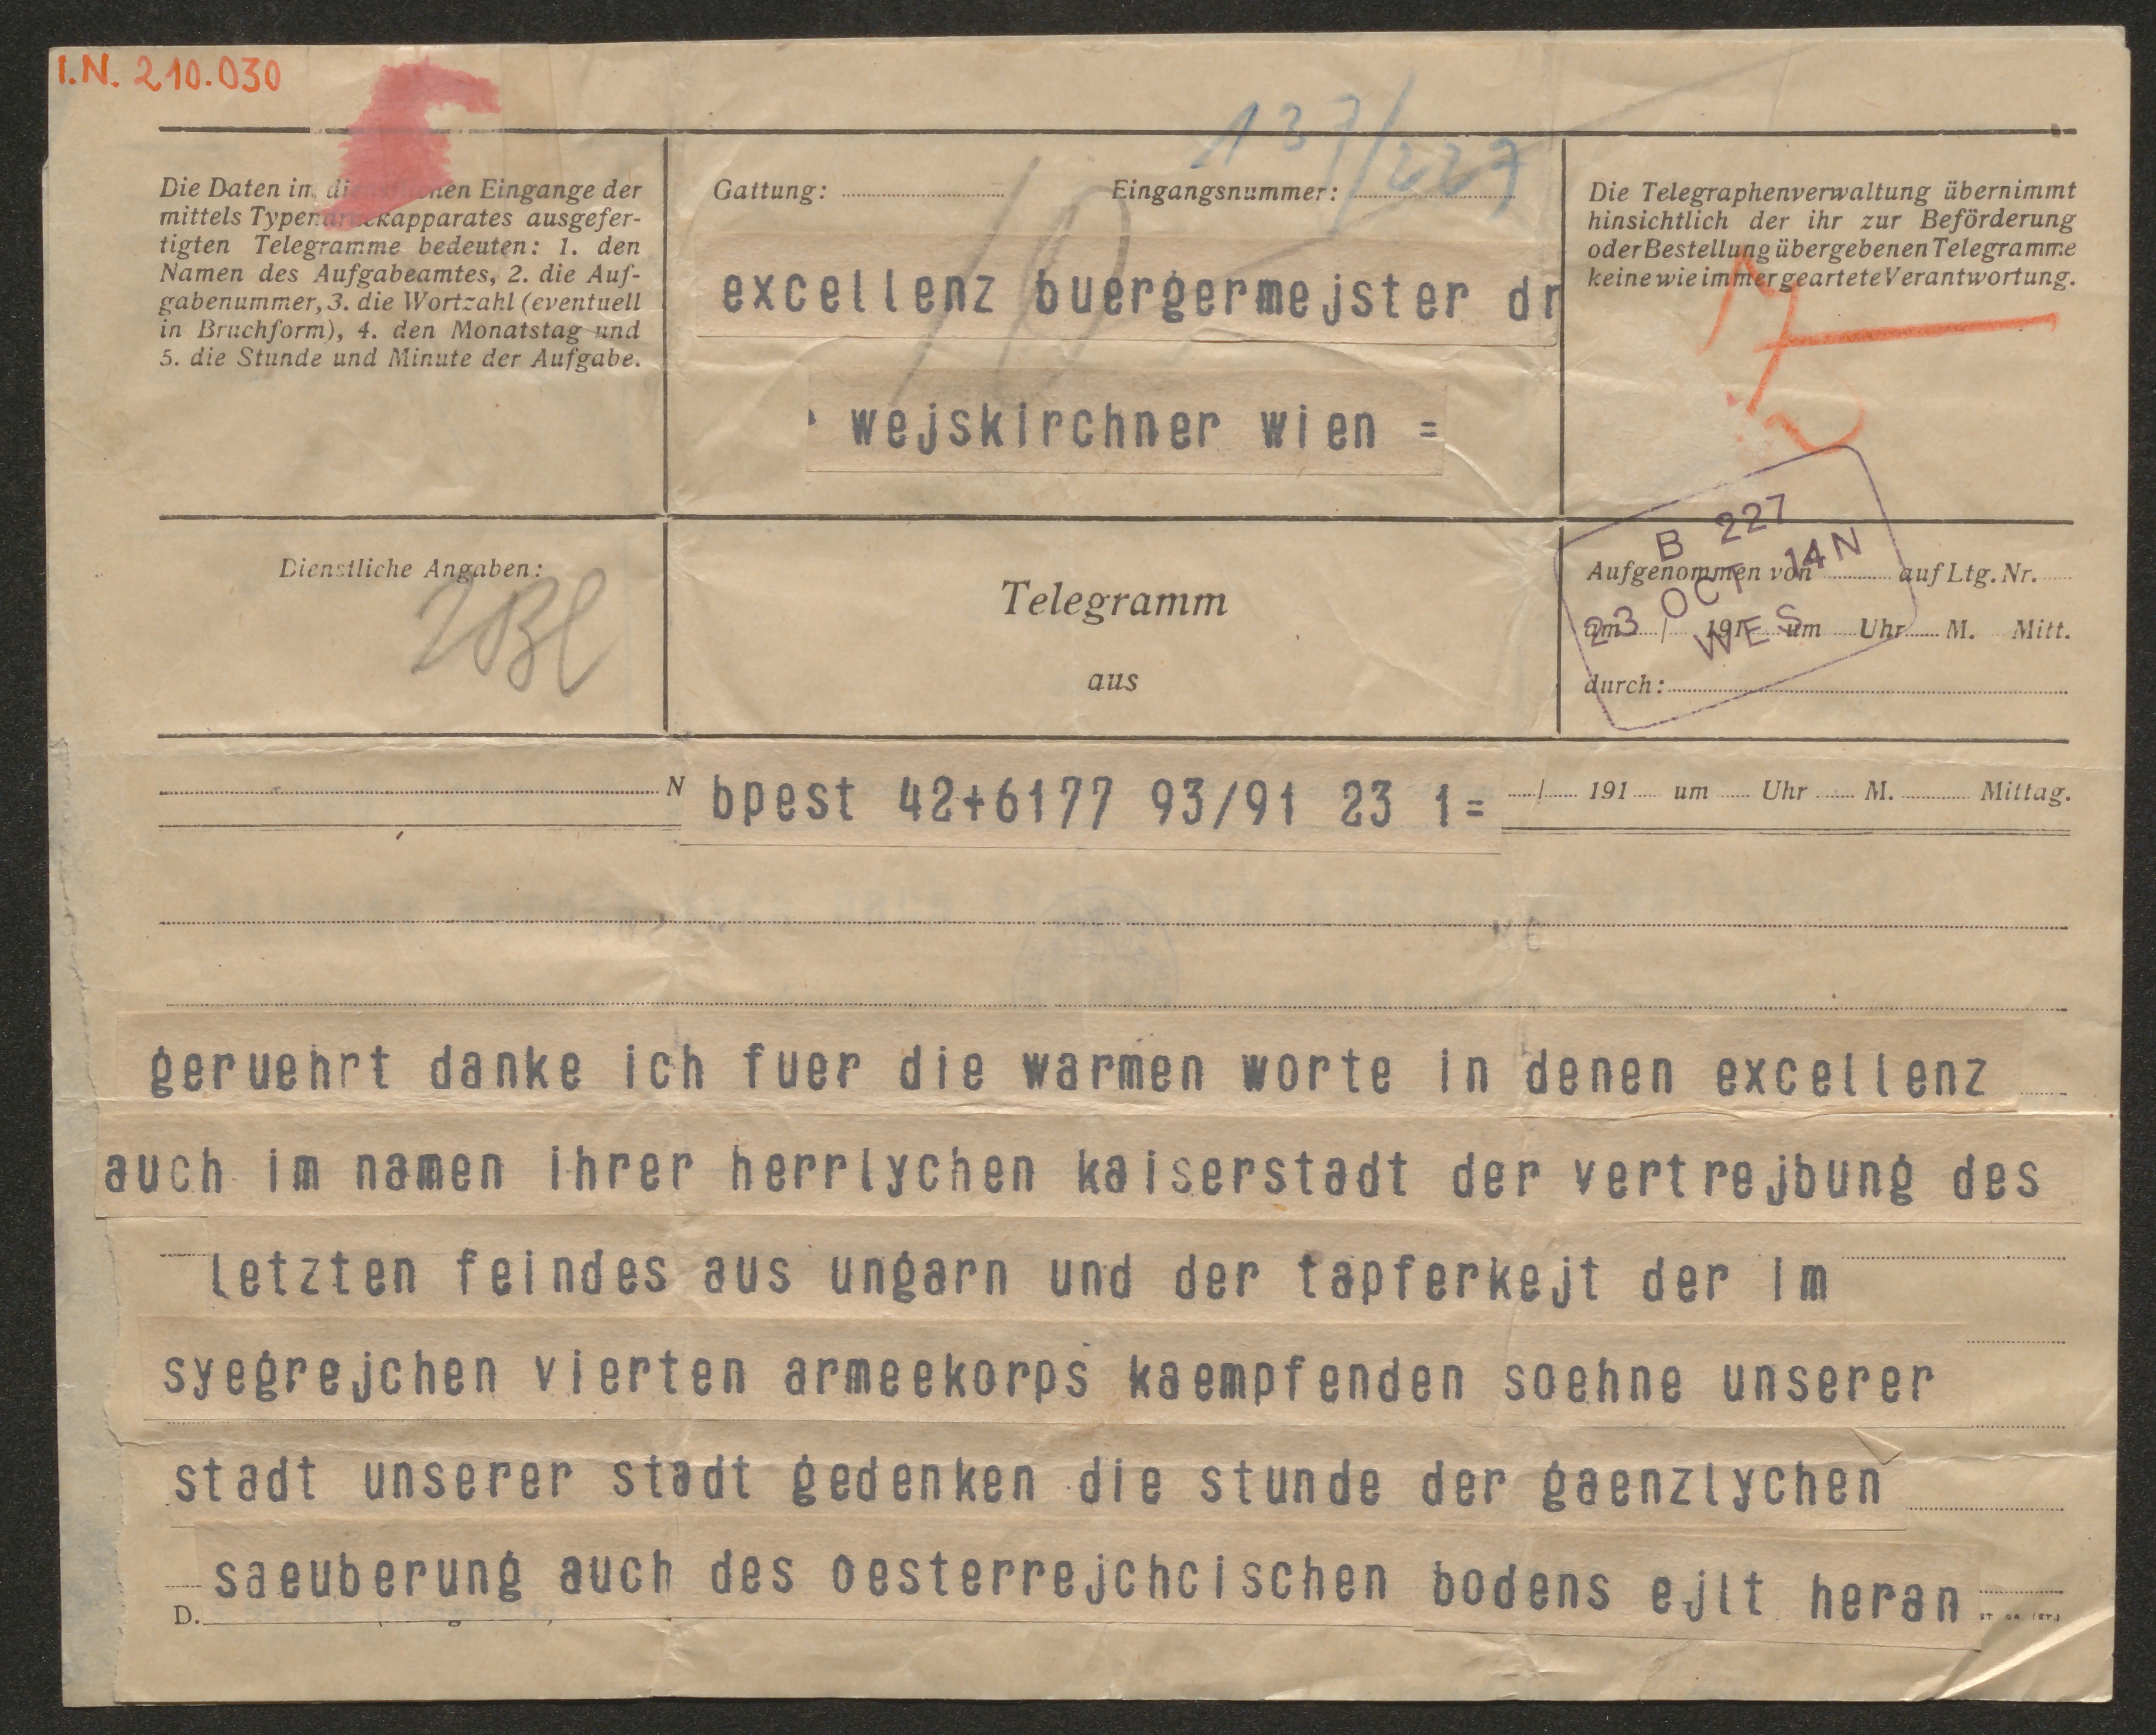 I.N. 210.030
137/227
Die Daten im dienstlichen Eingange der
mittels Typendruckapparates ausgefer-
tigten Telegramme bedeuten: 1. den
Namen des Aufgabeamtes, 2. die Auf-
gabenummer, 3. die Wortzahl (eventuell
in Bruchform), 4. den Monatstag und
5. die Stunde und Minute der Aufgabe.
Gattung:
Eingangsnummer:
excellenz buergermejster dr
wejskirchner wien =
Die Telegraphenverwaltung übernimmt
hinsichtlich der ihr zur Beförderung
oder Bestellung übergebenen Telegramme
keine wie immer geartete Verantwortung.
Dienstliche Angaben:
2 Bl
Telegramm
aus
B 227
23 OCT 14 N
WES
Aufgenommen von auf Ltg. Nr.
am / 191 um Uhr M. Mitt.
durch:
N bpest 42+6177 93/91 23 1= / 191 um Uhr M. Mittag.
geruehrt danke ich fuer die warmen worte in denen excellenz
auch im namen ihrer herrlychen kaiserstadt der vertrejbung des
letzten feindes aus ungarn und der tapferkejt der im
syegrejchen vierten armeekorps kaempfenden soehne unserer
stadt unserer stadt gedenken die stunde der gaenzlychen
saeuberung auch des oesterrejchcischen bodens ejlt heran
D.